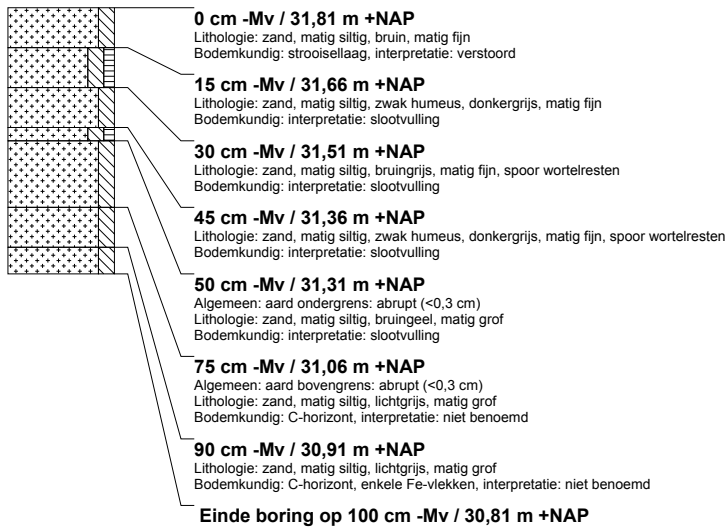 0 cm -Mv / 31,81 m +NAP
Lithologie: zand, matig siltig, bruin, matig fijn
Bodemkundig: strooisellaag, interpretatie: verstoord
15 cm -Mv / 31,66 m +NAP
Lithologie: zand, matig siltig, zwak humeus, donkergrijs, matig fijn
Bodemkundig: interpretatie: slootvulling
30 cm -Mv / 31,51 m +NAP
Lithologie: zand, matig siltig, bruingrijs, matig fijn, spoor wortelresten
Bodemkundig: interpretatie: slootvulling
45 cm -Mv / 31,36 m +NAP
Lithologie: zand, matig siltig, zwak humeus, donkergrijs, matig fijn, spoor wortelresten
Bodemkundig: interpretatie: slootvulling
50 cm -Mv / 31,31 m +NAP
Algemeen: aard ondergrens: abrupt (<0,3 cm)
Lithologie: zand, matig siltig, bruingeel, matig grof
Bodemkundig: interpretatie: slootvulling
75 cm -Mv / 31,06 m +NAP
Algemeen: aard bovengrens: abrupt (<0,3 cm)
Lithologie: zand, matig siltig, lichtgrijs, matig grof
Bodemkundig: C-horizont, interpretatie: niet benoemd
90 cm -Mv / 30,91 m +NAP
Lithologie: zand, matig siltig, lichtgrijs, matig grof
Bodemkundig: C-horizont, enkele Fe-vlekken, interpretatie: niet benoemd
Einde boring op 100 cm -Mv / 30,81 m +NAP